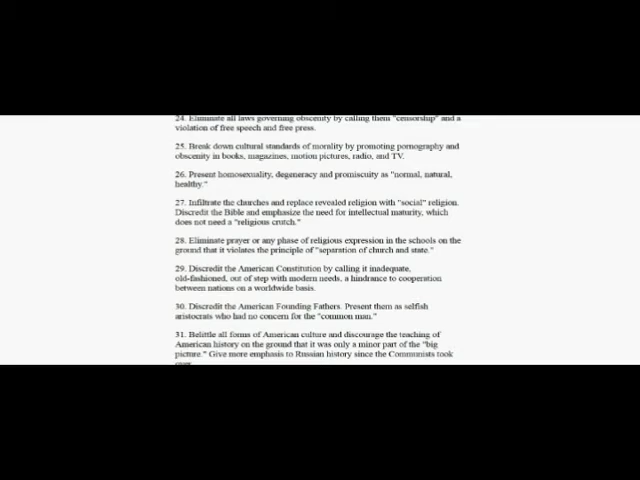 24. Eliminate all laws governing obscenity by calling them "censorship" and a
violation of free speech and free press.
25. Break down cultural standards of morality by promoting pornography and
obscenity in books, magazines, motion pictures, radio, and TV.
26. Present homosexuality, degeneracy and promiscuity as "normal, natural,
healthy."
27. Infiltrate the churches and replace revealed religion with "social" religion.
Discredit the Bible and emphasize the need for intellectual maturity, which
does not need a "religious crutch."
28. Eliminate prayer or any phase of religious expression in the schools on the
ground that it violates the principle of "separation of church and state."
29. Discredit the American Constitution by calling it inadequate,
old-fashioned, out of step with modern needs, a hindrance to cooperation
between nations on a worldwide basis.
30. Discredit the American Founding Fathers. Present them as selfish
aristocrats who had no concern for the "common man."
31. Belittle all forms of American culture and discourage the teaching of
American history on the ground that it was only a minor part of the "big
picture." Give more emphasis to Russian history since the Communists took